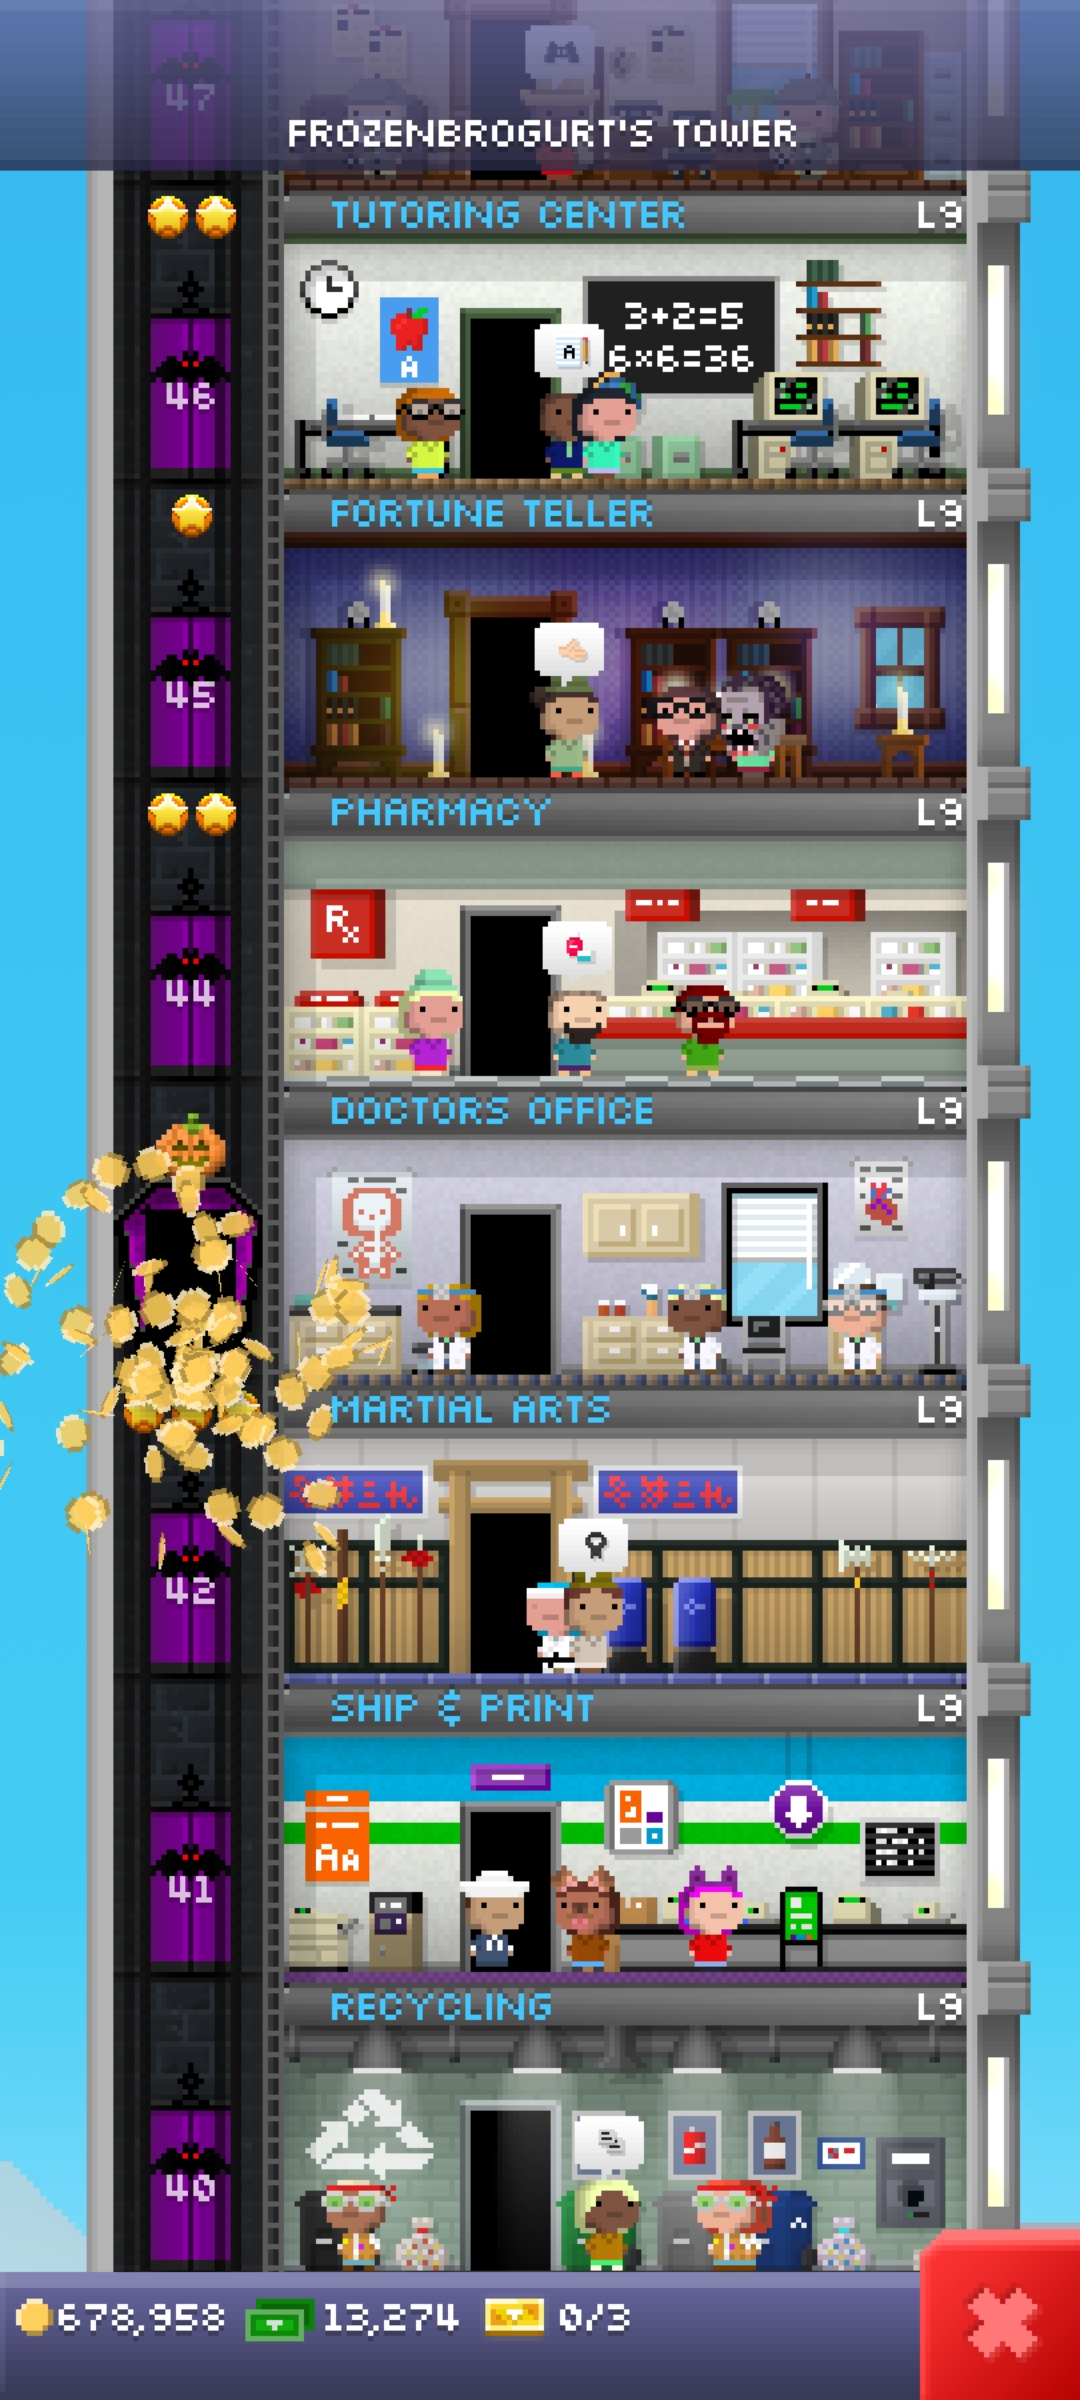 47
FROZENBROGURT'S TOWER
TUTORING CENTER L9
3+2=5
6×6=36
A
A
46
FORTUNE TELLER L9
45
PHARMACY L9
Rx
44
DOCTORS OFFICE L9
MARTIAL ARTS L9
42
SHIP & PRINT L9
AA
41
RECYCLING L9
40
678,958 13,274 0/3